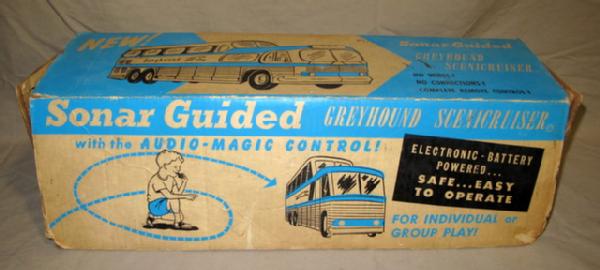 NEW!
Sonar-Guided
GREYHOUND
SCENICRUISER
NO WIRES!
NO CONNECTIONS!
COMPLETE REMOTE CONTROL!
Sonar Guided GREYHOUND SCENICRUISER
with the AUDIO-MAGIC CONTROL!
ELECTRONIC-BATTERY
POWERED...
SAFE...EASY
TO OPERATE
FOR INDIVIDUAL or
GROUP PLAY!